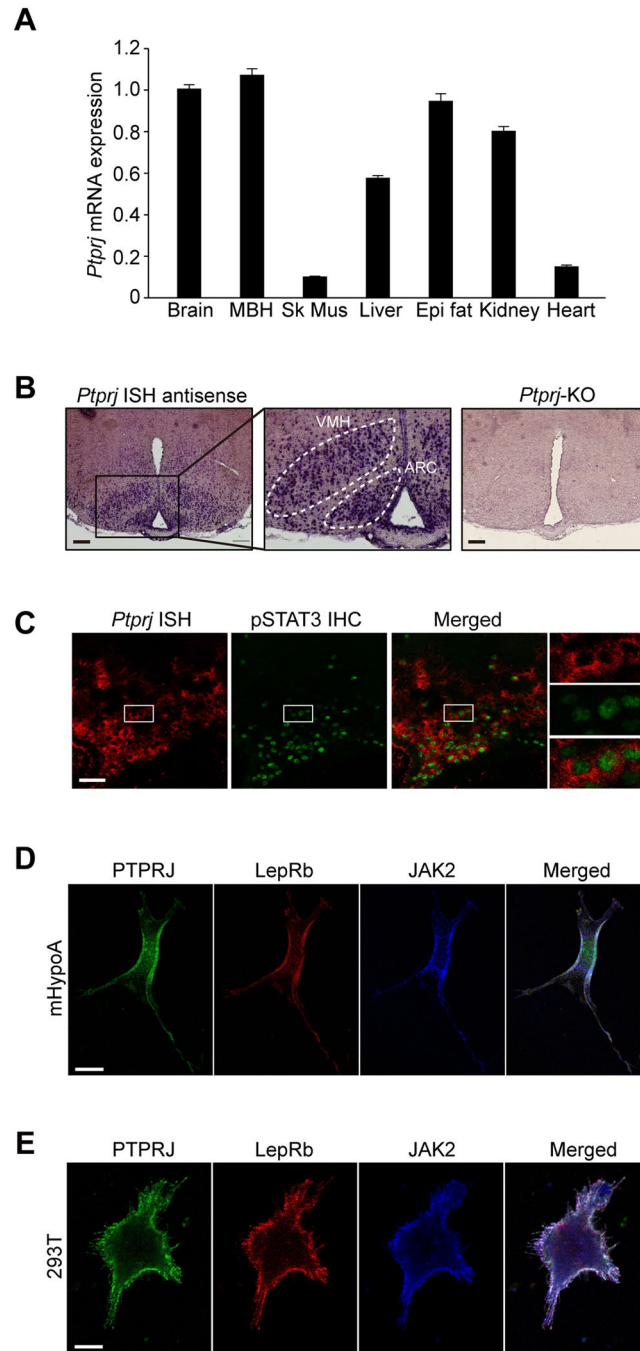 A
Ptprj mRNA expression
1.2
1.0
0.8
0.6
0.4
0.2
0
Brain MBH Sk Mus Liver Epi fat Kidney Heart
B
Ptprj ISH antisense
Ptprj-KO
VMH
ARC
C
Ptprj ISH pSTAT3 IHC Merged
D
PTPRJ LepRb JAK2 Merged
mHypoA
E
PTPRJ LepRb JAK2 Merged
293T